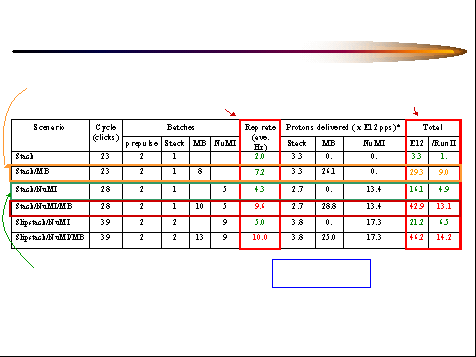 Scenario Cycle (clicks) Batches Rep rate (ave. Hz) Protons delivered ( x E12 pps)* Total
prepulse Stack MB NuMI Stack MB NuMI E12 /RunII
Stack 23 2 1 2.0 3.3 0. 0. 3.3 1.
Stack/MB 23 2 1 8 7.2 3.3 26.1 0. 29.3 9.0
Stack/NuMI 28 2 1 5 4.3 2.7 0. 13.4 16.1 4.9
Stack/NuMI/MB 28 2 1 10 5 9.6 2.7 28.8 13.4 42.9 13.1
Slipstack/NuMI 39 2 2 9 5.0 3.8 0. 17.3 21.2 6.5
Slipstack/NuMI/MB 39 2 2 13 9 10.0 3.8 25.0 17.3 46.2 14.2